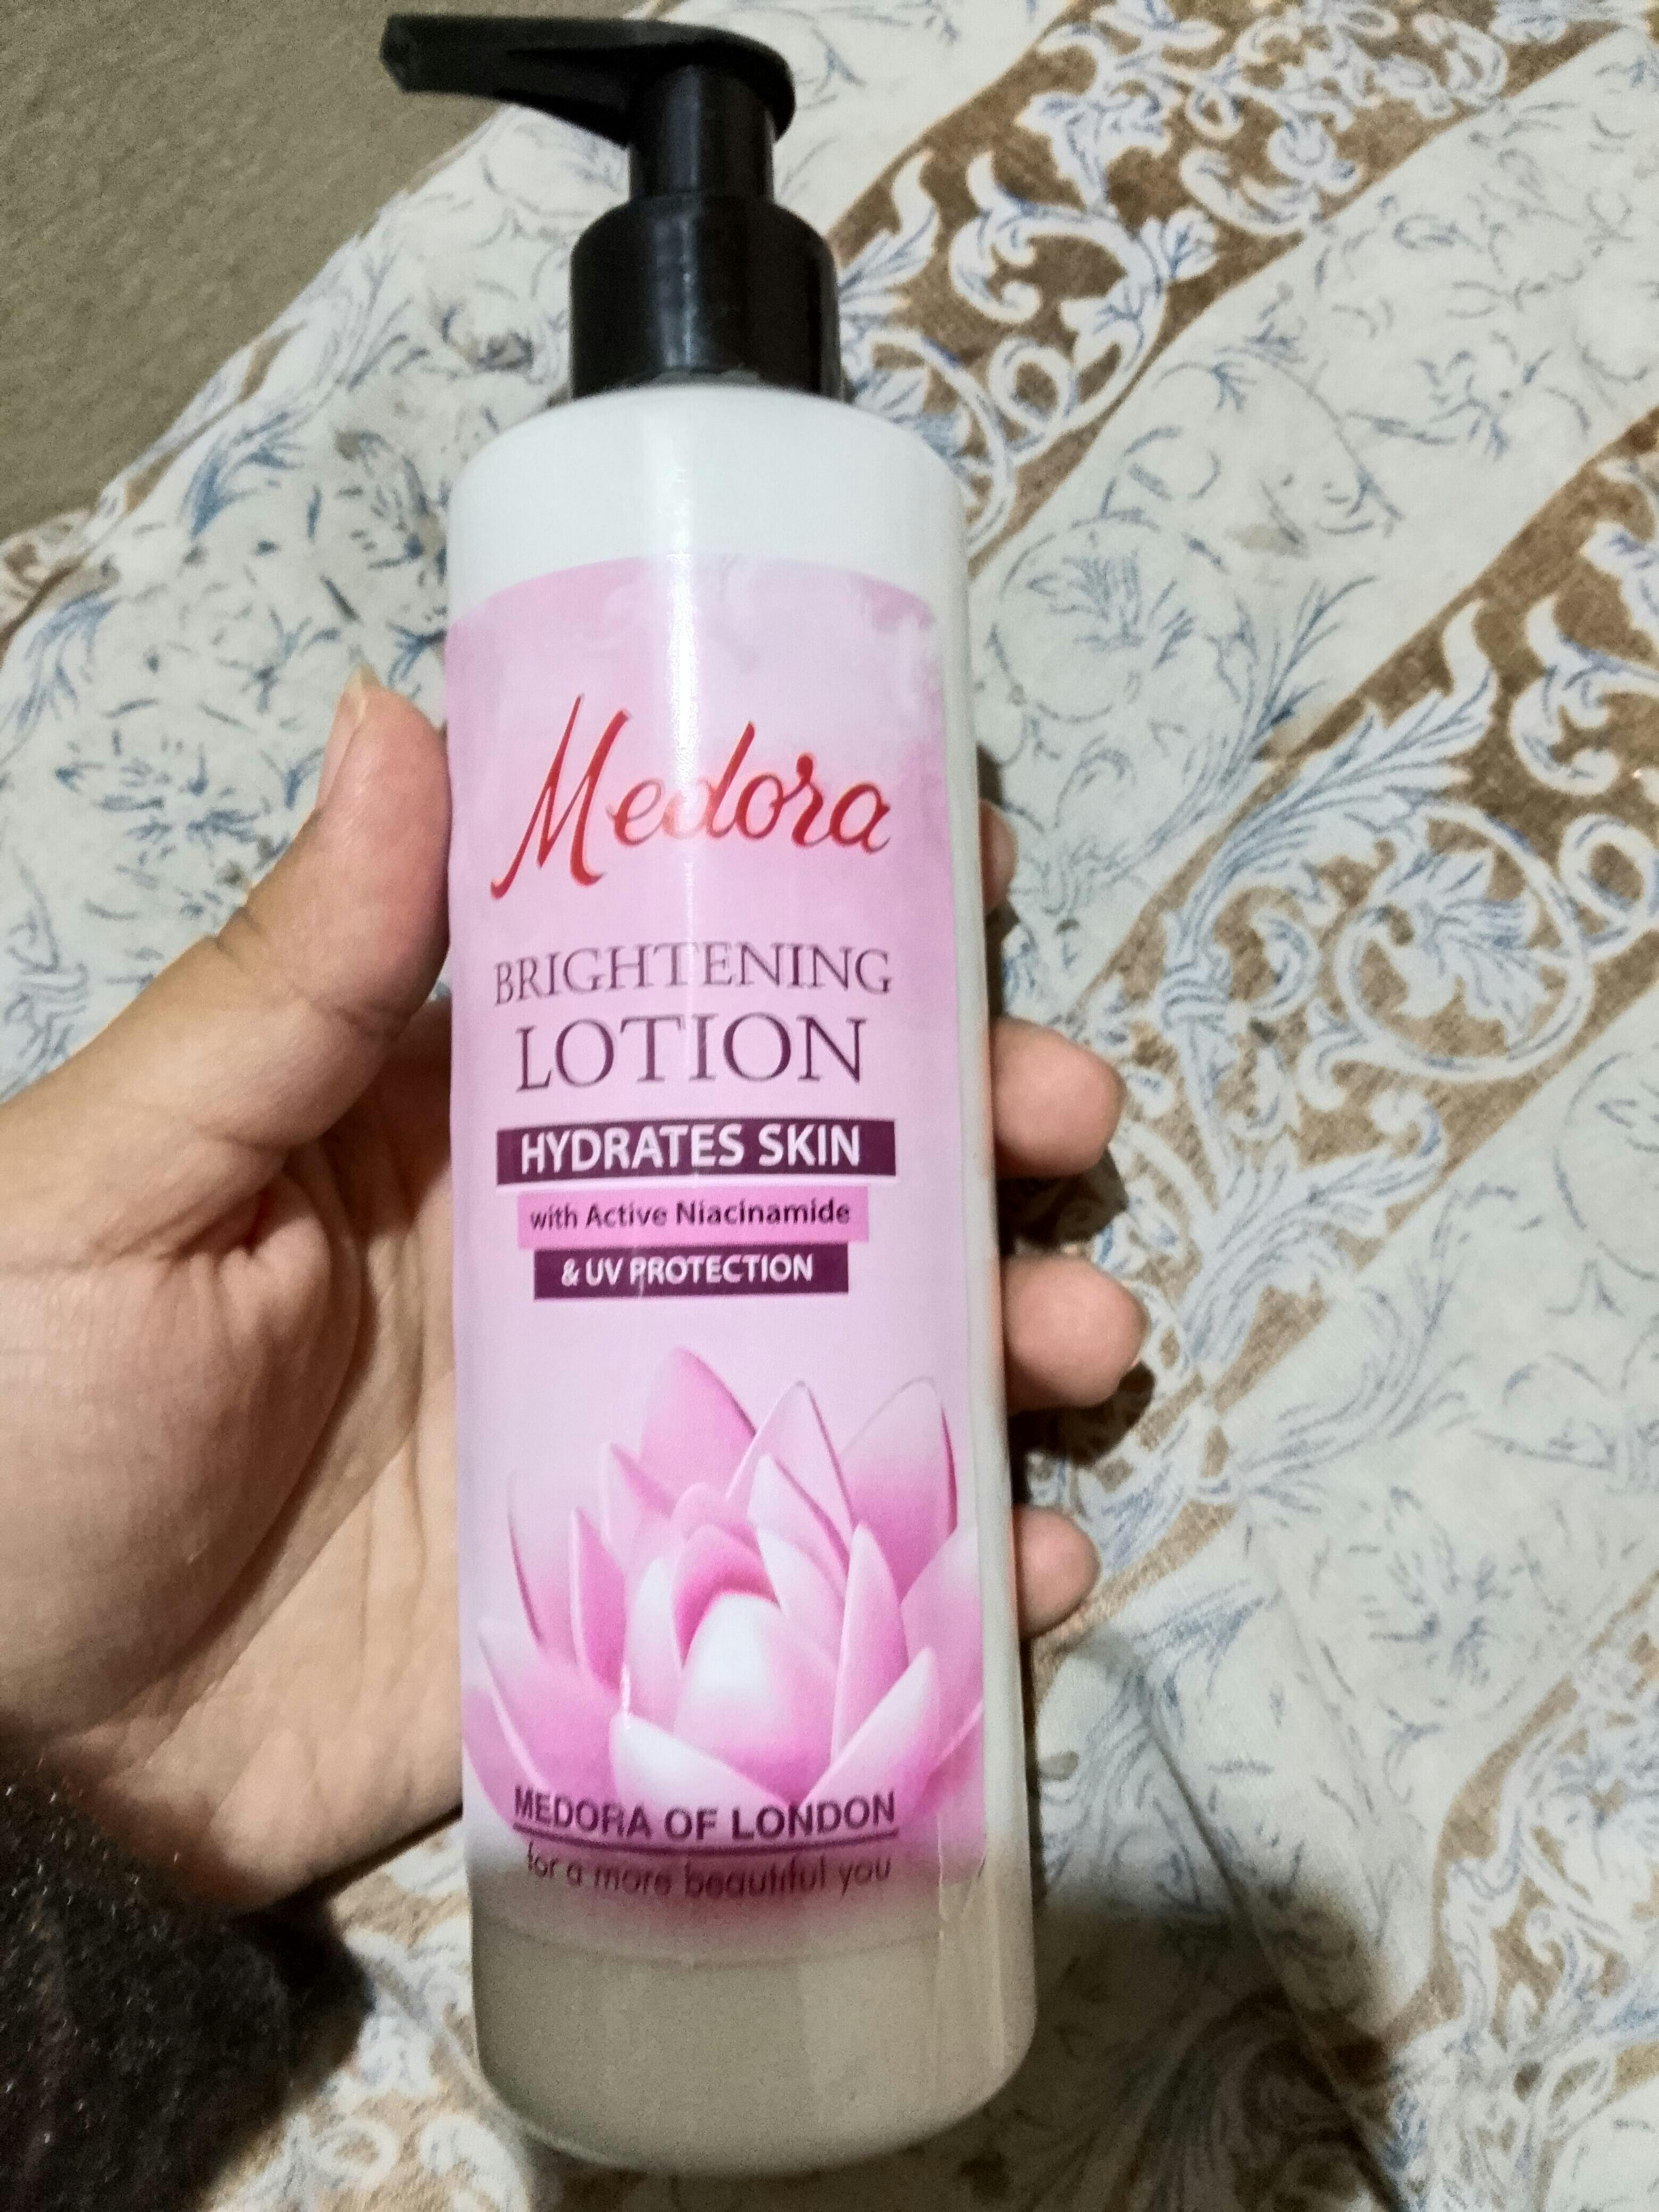 Medora
BRIGHTENING
LOTION
HYDRATES SKIN
with Active Niacinamide
& UV PROTECTION
MEDORA OF LONDON
for a more beautiful you